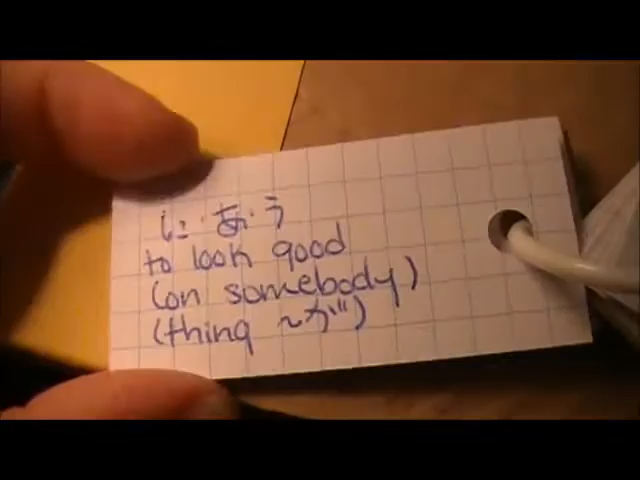 に・あ・う
to look good
(on somebody)
(thing ~が)